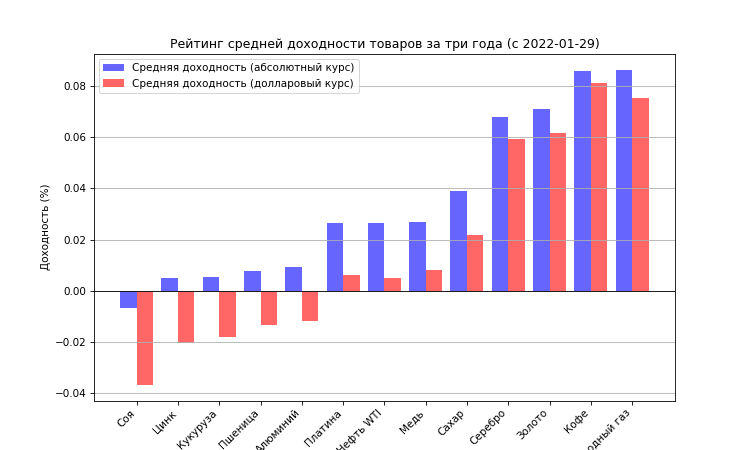 Рейтинг средней доходности товаров за три года (с 2022-01-29)
Средняя доходность (абсолютный курс)
Средняя доходность (долларовый курс)
Доходность (%)
0.08
0.06
0.04
0.02
0.00
−0.02
−0.04
Соя
Цинк
Кукуруза
Пшеница
Алюминий
Платина
Нефть WTI
Медь
Сахар
Серебро
Золото
Кофе
газ